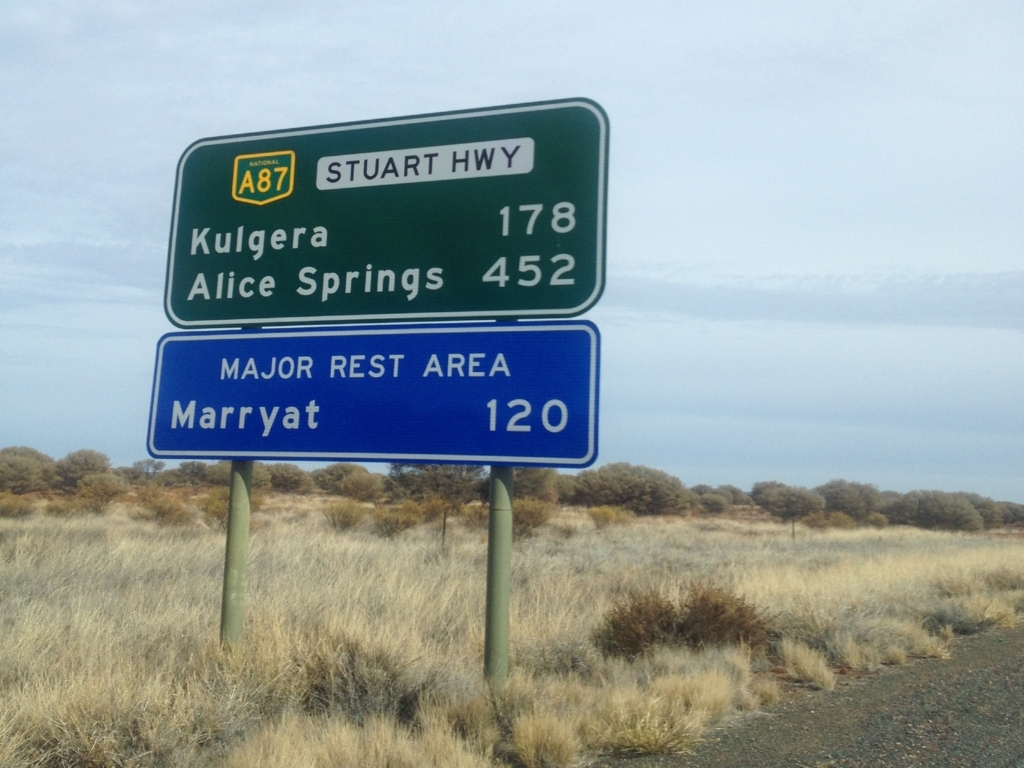 NATIONAL
A87 STUART HWY
Kulgera 178
Alice Springs 452
MAJOR REST AREA
Marryat 120